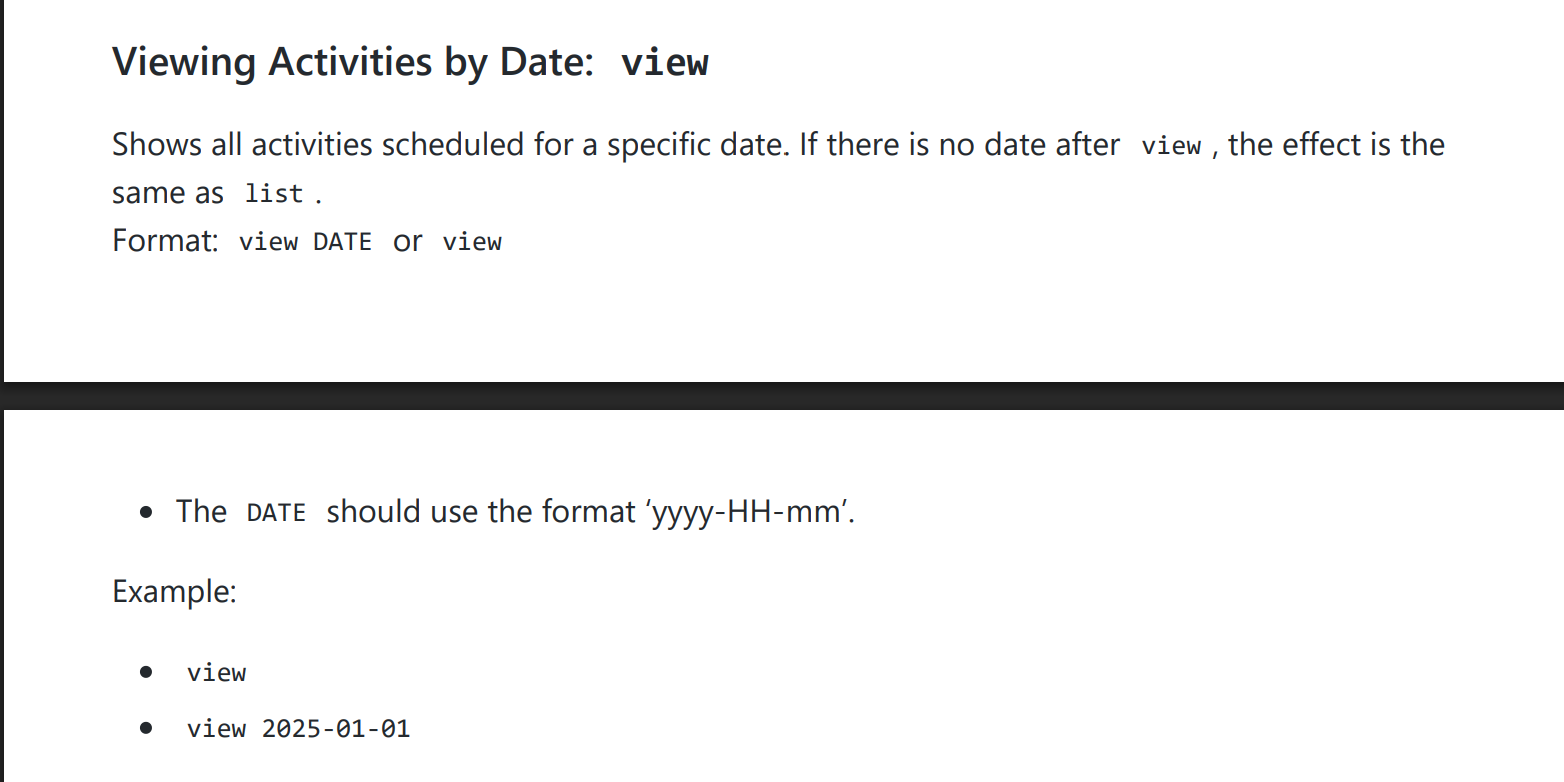 Viewing Activities by Date: view
Shows all activities scheduled for a specific date. If there is no date after view , the effect is the
same as list .
Format: view DATE or view
• The DATE should use the format ‘yyyy-HH-mm’.
Example:
• view
• view 2025-01-01